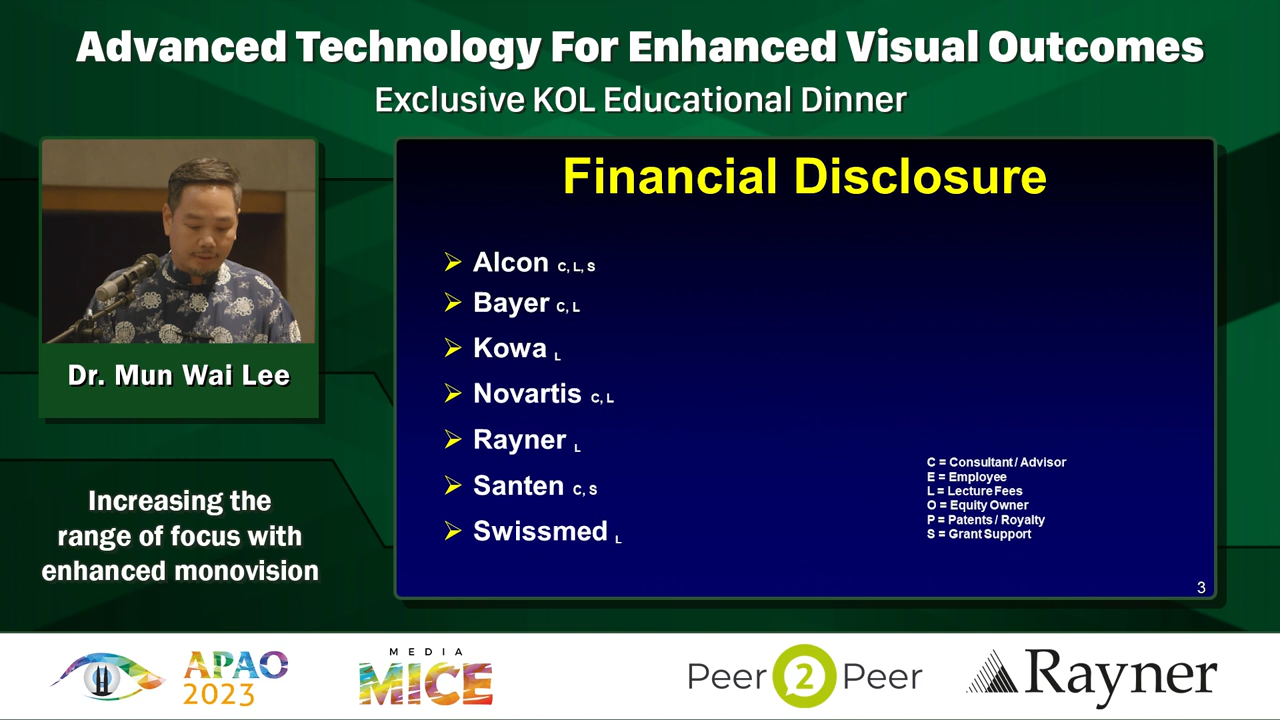 Advanced Technology For Enhanced Visual Outcomes
Exclusive KOL Educational Dinner
Dr. Mun Wai Lee
Increasing the
range of focus with
enhanced monovision
Financial Disclosure
Alcon C, L, S
Bayer C, L
Kowa L
Novartis C, L
Rayner L
Santen C, S
Swissmed L
C = Consultant / Advisor
E = Employee
L = Lecture Fees
O = Equity Owner
P = Patents / Royalty
S = Grant Support
3
APAO
2023
MEDIA
MICE
Peer 2 Peer
Rayner